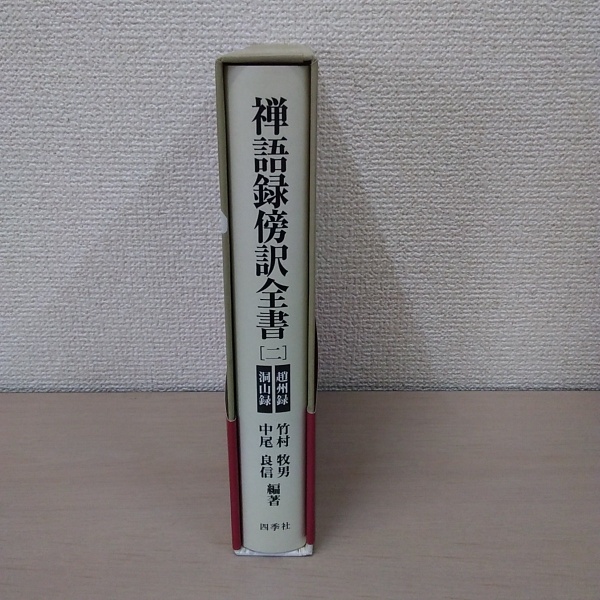 禅語録傍訳全書
[二]
趙州録
洞山録
竹村 牧男
中尾 良信
編著
四季社